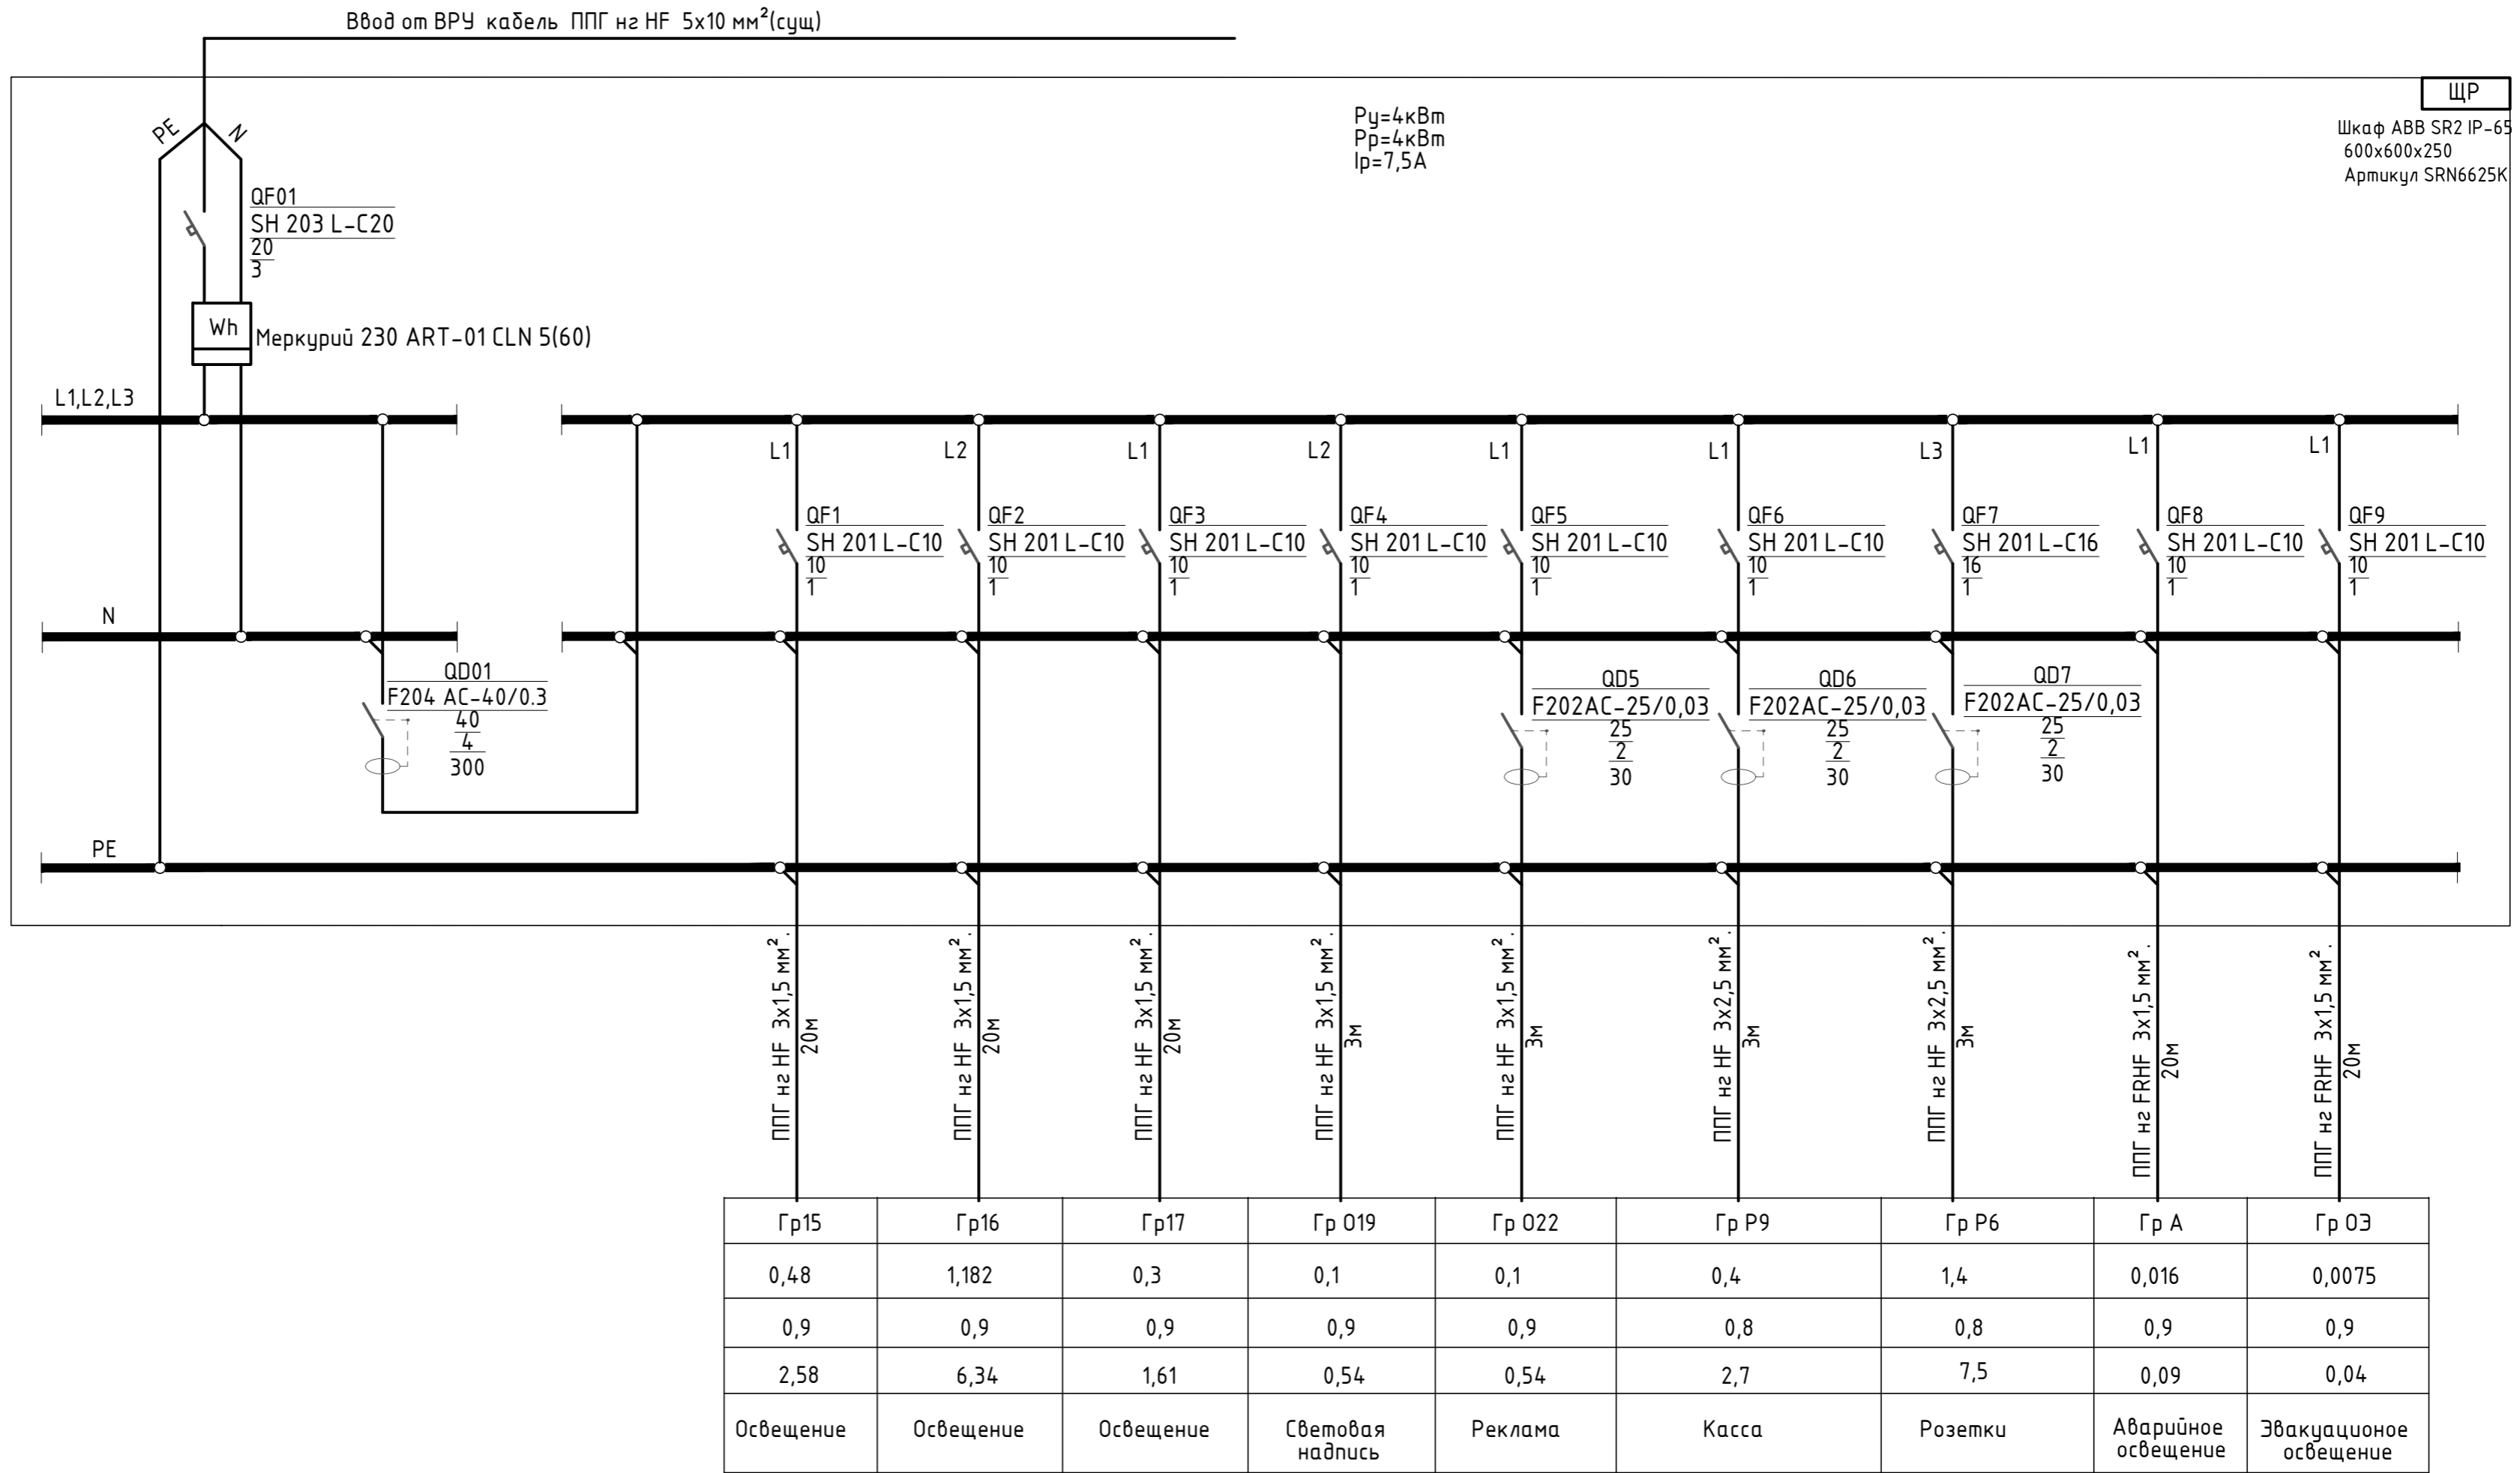 Ввод от ВРУ кабель ППГ нг HF 5х10 мм²(сущ)
ЩР
Шкаф АВВ SR2 IP-65
600х600х250
Артикул SRN6625K
Ру=4кВт
Рр=4кВт
Iр=7,5А
PE
N
QF01
SH 203 L-C20
20
3
Wh
Меркурий 230 ART-01 CLN 5(60)
L1,L2,L3
L1
L2
L1
L2
L1
L1
L3
L1
L1
QF1
SH 201 L-C10
10
1
QF2
SH 201 L-C10
10
1
QF3
SH 201 L-C10
10
1
QF4
SH 201 L-C10
10
1
QF5
SH 201 L-C10
10
1
QF6
SH 201 L-C10
10
1
QF7
SH 201 L-C16
16
1
QF8
SH 201 L-C10
10
1
QF9
SH 201 L-C10
10
1
N
QD01
F204 AC-40/0.3
40
4
300
QD5
F202AC-25/0,03
25
2
30
QD6
F202AC-25/0,03
25
2
30
QD7
F202AC-25/0,03
25
2
30
PE
ППГ нг HF 3х1,5 мм².
20м
ППГ нг HF 3х1,5 мм².
20м
ППГ нг HF 3х1,5 мм².
20м
ППГ нг HF 3х1,5 мм².
3м
ППГ нг HF 3х1,5 мм².
3м
ППГ нг HF 3х2,5 мм².
3м
ППГ нг HF 3х2,5 мм².
3м
ППГ нг FRHF 3х1,5 мм².
20м
ППГ нг FRHF 3х1,5 мм².
20м
Гр15 Гр16 Гр17 Гр О19 Гр О22 Гр Р9 Гр Р6 Гр А Гр ОЭ
0,48 1,182 0,3 0,1 0,1 0,4 1,4 0,016 0,0075
0,9 0,9 0,9 0,9 0,9 0,8 0,8 0,9 0,9
2,58 6,34 1,61 0,54 0,54 2,7 7,5 0,09 0,04
Освещение
Освещение
Освещение
Световая
надпись
Реклама
Касса
Розетки
Аварийное
освещение
Эвакуационое
освещение